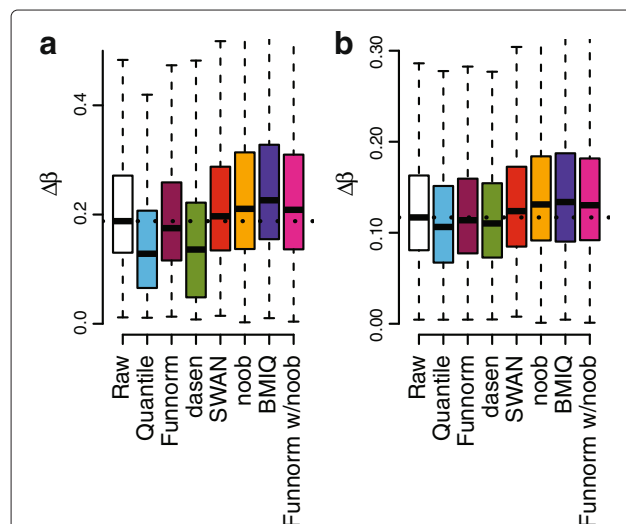 a
Δβ
0.0
0.2
0.4
Raw
Quantile
Funnorm
dasen
SWAN
noob
BMIQ
Funnorm w/noob
b
Δβ
0.00
0.10
0.20
0.30
Raw
Quantile
Funnorm
dasen
SWAN
noob
BMIQ
Funnorm w/noob